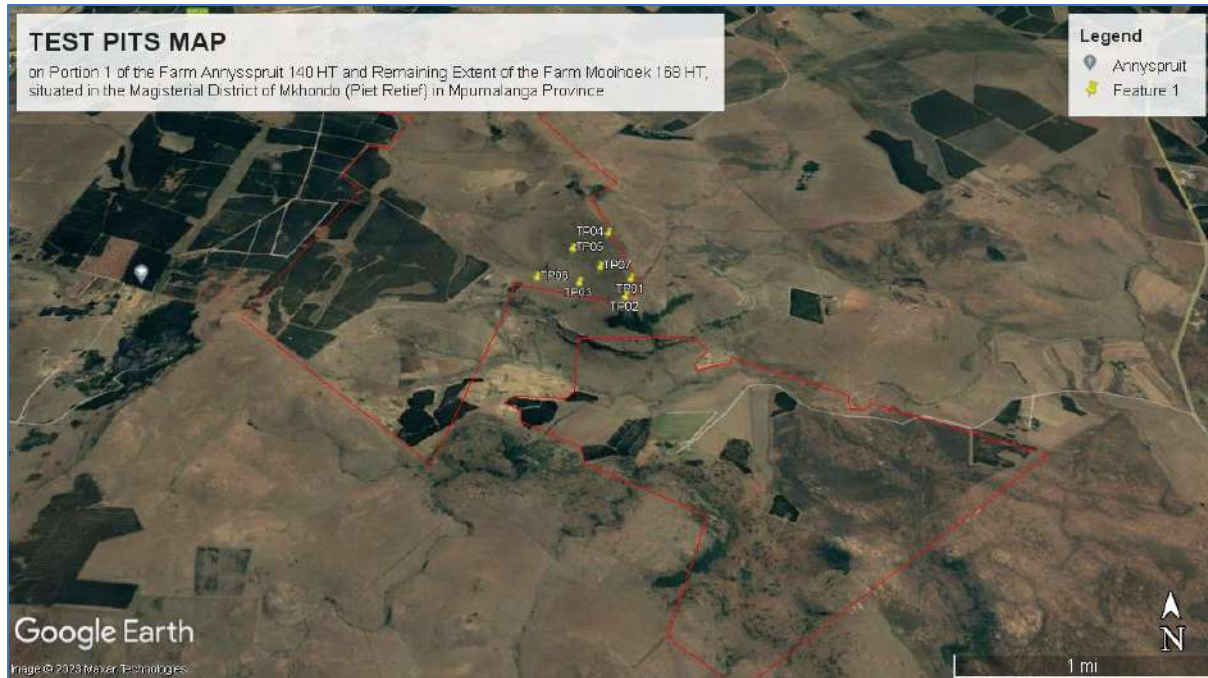 TEST PITS MAP
on Portion 1 of the Farm Annysspruit 140 HT and Remaining Extent of the Farm Mooihoek 168 HT,
situated in the Magisterial District of Mkhondo (Piet Retief) in Mpumalanga Province
Legend
Annyspruit
Feature 1
TP04
TP05
TP07
TP06
TP03
TP01
TP02
Google Earth
Image © 2023 Maxar Technologies
N
1 mi